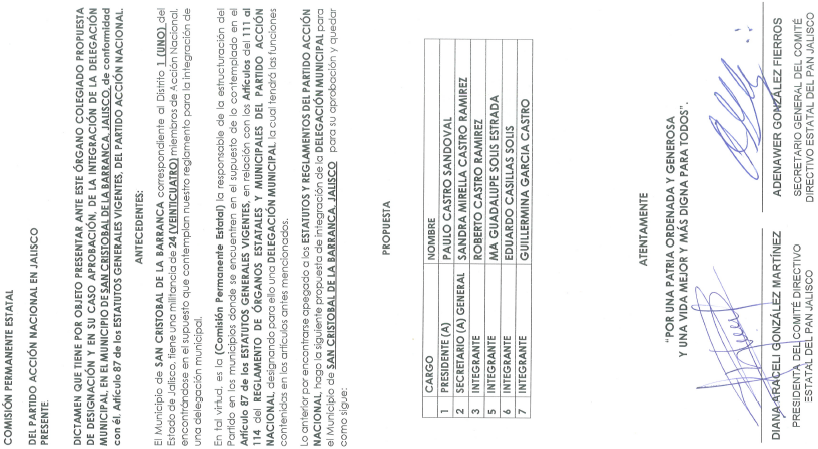 COMISIÓN PERMANENTE ESTATAL
DEL PARTIDO ACCIÓN NACIONAL EN JALISCO
PRESENTE.
DICTAMEN QUE TIENE POR OBJETO PRESENTAR ANTE ESTE ÓRGANO COLEGIADO PROPUESTA
DE DESIGNACIÓN Y EN SU CASO APROBACIÓN, DE LA INTEGRACIÓN DE LA DELEGACIÓN
MUNICIPAL, EN EL MUNICIPIO DE SAN CRISTOBAL DE LA BARRANCA, JALISCO, de conformidad
con él. Artículo 87 de los ESTATUTOS GENERALES VIGENTES, DEL PARTIDO ACCIÓN NACIONAL.
ANTECEDENTES:
El Municipio de SAN CRISTOBAL DE LA BARRANCA correspondiente al Distrito 1 (UNO) del
Estado de Jalisco, tiene una militancia de 24 (VEINTICUATRO) miembros de Acción Nacional,
encontrándose en el supuesto que contemplan nuestro reglamento para la integración de
una delegación municipal.
En tal virtud, es la (Comisión Permanente Estatal) la responsable de la estructuración del
Partido en los municipios donde se encuentren en el supuesto de lo contemplado en el
Artículo 87 de los ESTATUTOS GENERALES VIGENTES, en relación con los Artículos del 111 al
114 del REGLAMENTO DE ÓRGANOS ESTATALES Y MUNICIPALES DEL PARTIDO ACCIÓN
NACIONAL, designando para ello una DELEGACIÓN MUNICIPAL, la cual tendrá las funciones
contenidas en los artículos antes mencionados.
Lo anterior por encontrarse apegado a los ESTATUTOS Y REGLAMENTOS DEL PARTIDO ACCIÓN
NACIONAL, hago la siguiente propuesta de integración de la DELEGACIÓN MUNICIPAL para
el Municipio de SAN CRISTOBAL DE LA BARRANCA, JALISCO para su aprobación y quedar
como sigue:
PROPUESTA
CARGO NOMBRE
1 PRESIDENTE (A) PAULO CASTRO SANDOVAL
2 SECRETARIO (A) GENERAL SANDRA MIRELLA CASTRO RAMIREZ
3 INTEGRANTE ROBERTO CASTRO RAMIREZ
5 INTEGRANTE MA GUADALUPE SOLIS ESTRADA
6 INTEGRANTE EDUARDO CASILLAS SOLIS
7 INTEGRANTE GUILLERMINA GARCIA CASTRO
ATENTAMENTE
"POR UNA PATRIA ORDENADA Y GENEROSA
Y UNA VIDA MEJOR Y MÁS DIGNA PARA TODOS".
DIANA ARACELI GONZÁLEZ MARTÍNEZ
PRESIDENTA DEL COMITÉ DIRECTIVO
ESTATAL DEL PAN JALISCO
ADENAWER GONZÁLEZ FIERROS
SECRETARIO GENERAL DEL COMITÉ
DIRECTIVO ESTATAL DEL PAN JALISCO